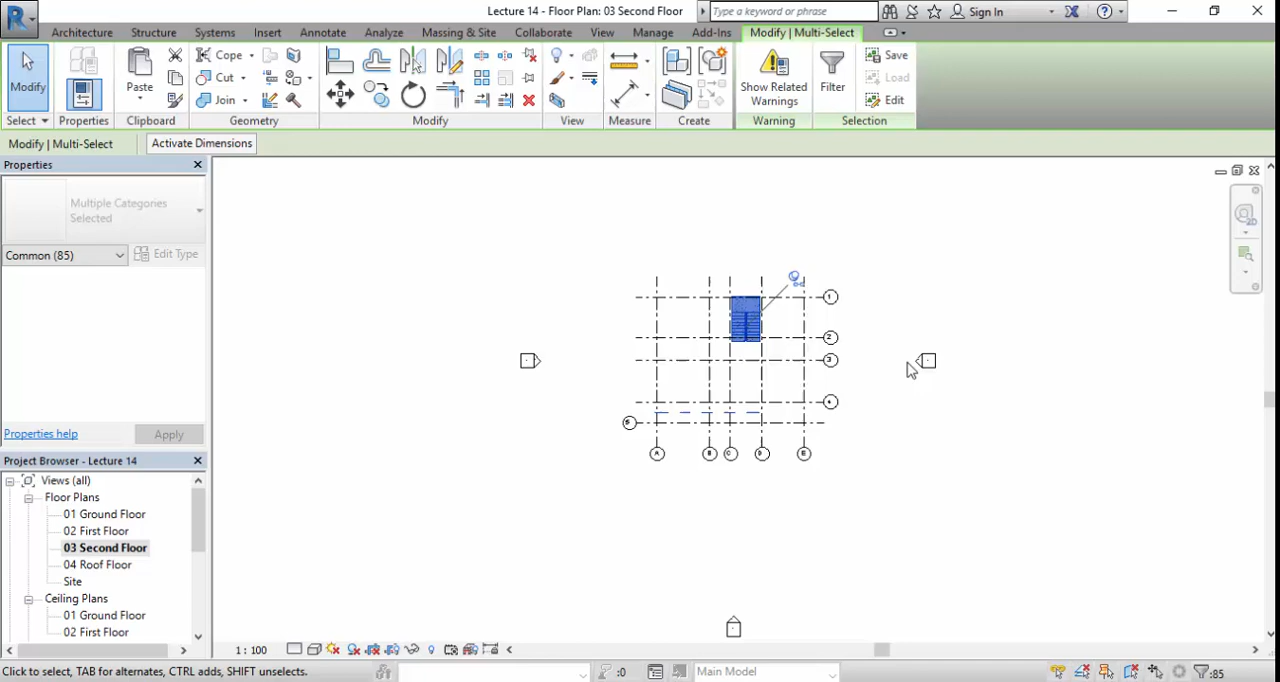 Lecture 14 - Floor Plan: 03 Second Floor
Type a keyword or phrase
Sign In
Architecture
Structure
Systems
Insert
Annotate
Analyze
Massing & Site
Collaborate
View
Manage
Add-Ins
Modify | Multi-Select
Modify
Paste
Cope
Cut
Join
Show Related
Warnings
Filter
Save
Load
Edit
Select
Properties
Clipboard
Geometry
Modify
View
Measure
Create
Warning
Selection
Modify | Multi-Select
Activate Dimensions
Properties
Multiple Categories
Selected
Common (85)
Edit Type
Properties help
Apply
Project Browser - Lecture 14
Views (all)
Floor Plans
01 Ground Floor
02 First Floor
03 Second Floor
04 Roof Floor
Site
Ceiling Plans
01 Ground Floor
02 First Floor
1
2
3
4
5
A
B
C
D
E
2D
1 : 100
Click to select, TAB for alternates, CTRL adds, SHIFT unselects.
:0
Main Model
:85